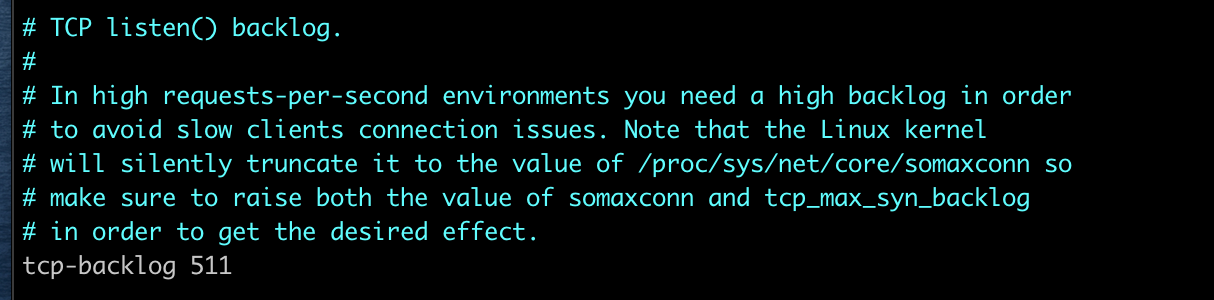 # TCP listen() backlog.
#
# In high requests-per-second environments you need a high backlog in order
# to avoid slow clients connection issues. Note that the Linux kernel
# will silently truncate it to the value of /proc/sys/net/core/somaxconn so
# make sure to raise both the value of somaxconn and tcp_max_syn_backlog
# in order to get the desired effect.
tcp-backlog 511